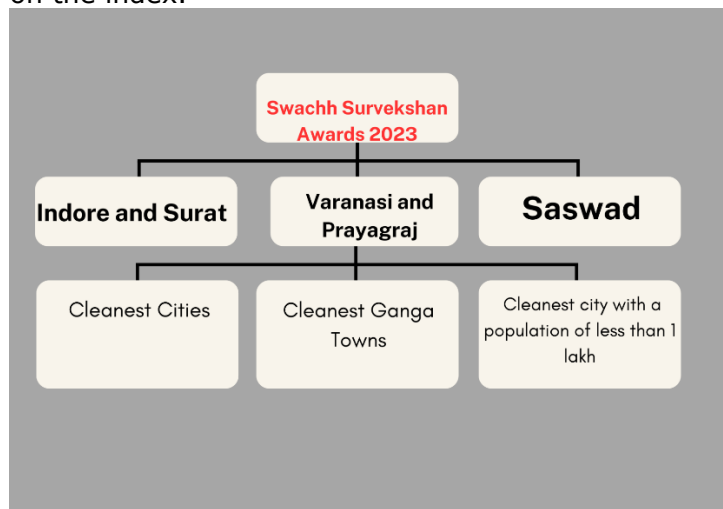 on the index.
Swachh Survekshan
Awards 2023
Indore and Surat
Varanasi and
Prayagraj
Saswad
Cleanest Cities
Cleanest Ganga
Towns
Cleanest city with a
population of less than 1
lakh